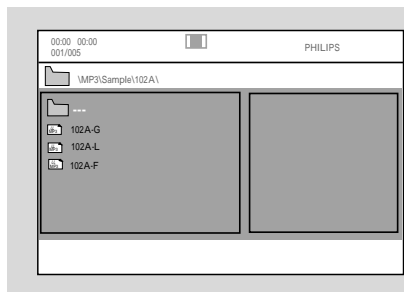 00:00 00:00
001/005
PHILIPS
\MP3\Sample\102A\
---
102A-G
102A-L
102A-F